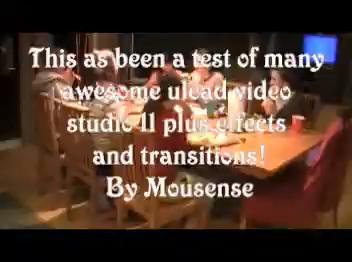 This as been a test of many
awesome ulead video
studio 11 plus effects
and transitions!
By Mousense